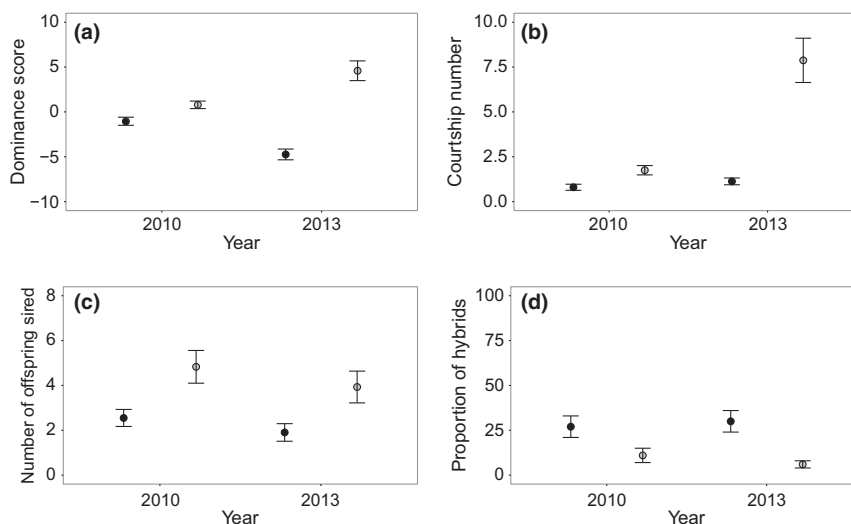 (a)
Dominance score
10
5
0
−5
−10
2010 2013
Year
(b)
Courtship number
10.0
7.5
5.0
2.5
0.0
2010 2013
Year
(c)
Number of offspring sired
8
6
4
2
0
2010 2013
Year
(d)
Proportion of hybrids
100
75
50
25
0
2010 2013
Year